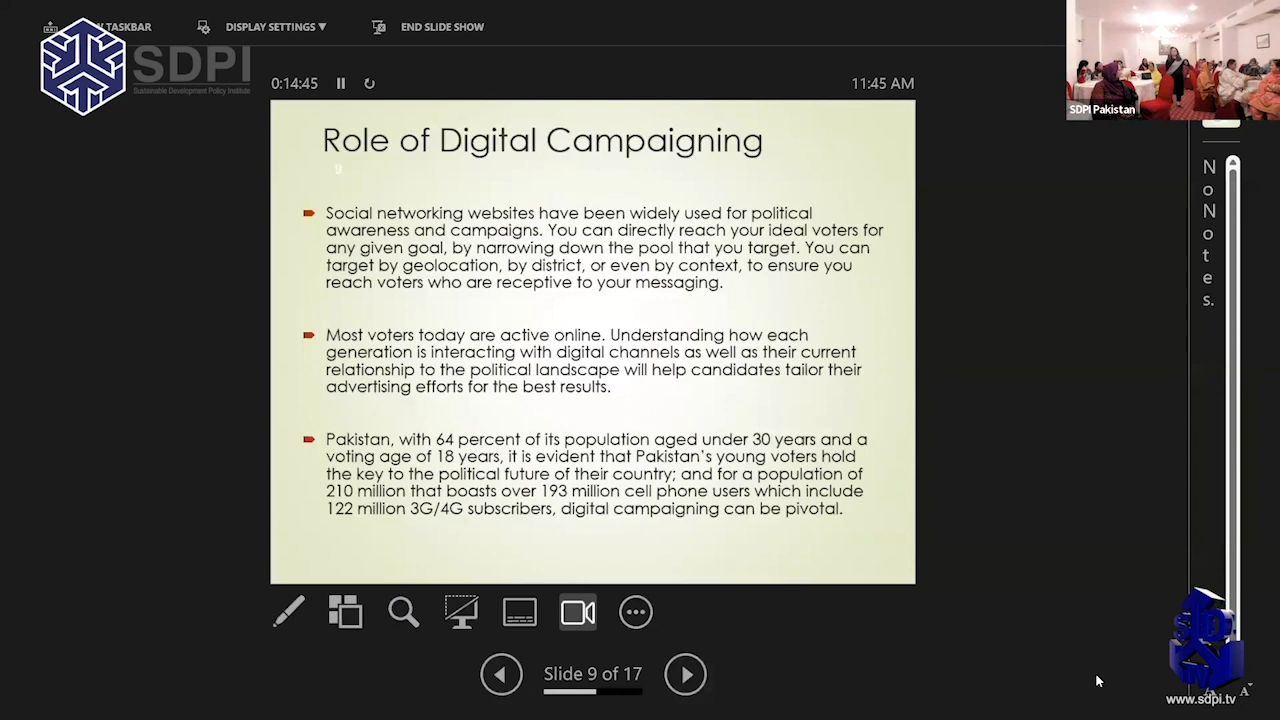 TASKBAR
DISPLAY SETTINGS ▼
END SLIDE SHOW
SDPI
Sustainable Development Policy Institute
0:14:45
11:45 AM
SDPI Pakistan
Role of Digital Campaigning
9
Social networking websites have been widely used for political
awareness and campaigns. You can directly reach your ideal voters for
any given goal, by narrowing down the pool that you target. You can
target by geolocation, by district, or even by context, to ensure you
reach voters who are receptive to your messaging.
Most voters today are active online. Understanding how each
generation is interacting with digital channels as well as their current
relationship to the political landscape will help candidates tailor their
advertising efforts for the best results.
Pakistan, with 64 percent of its population aged under 30 years and a
voting age of 18 years, it is evident that Pakistan's young voters hold
the key to the political future of their country; and for a population of
210 million that boasts over 193 million cell phone users which include
122 million 3G/4G subscribers, digital campaigning can be pivotal.
N
o
N
o
t
e
s.
Slide 9 of 17
www.sdpi.tv
A